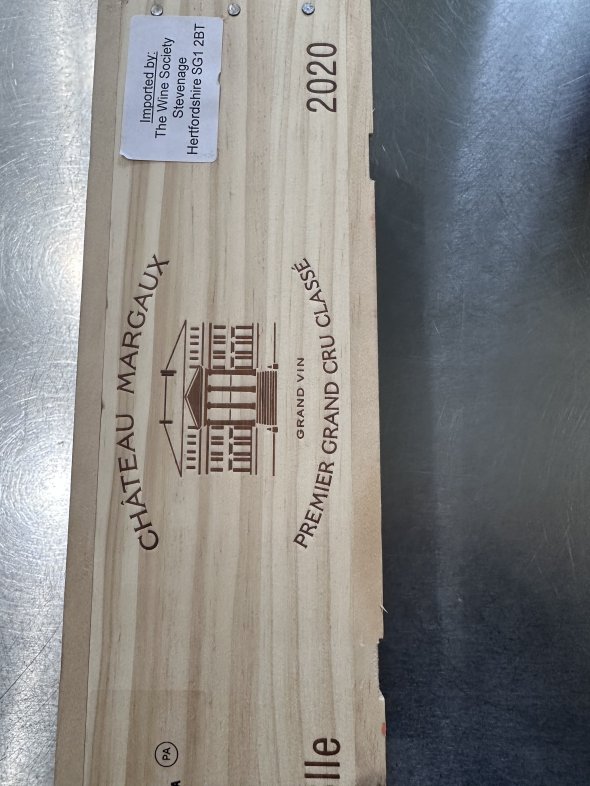 Imported by:
The Wine Society
Stevenage
Hertfordshire SG1 2BT
CHÂTEAU MARGAUX
GRAND VIN
PREMIER GRAND CRU CLASSÉ
2020
lle
PA
A